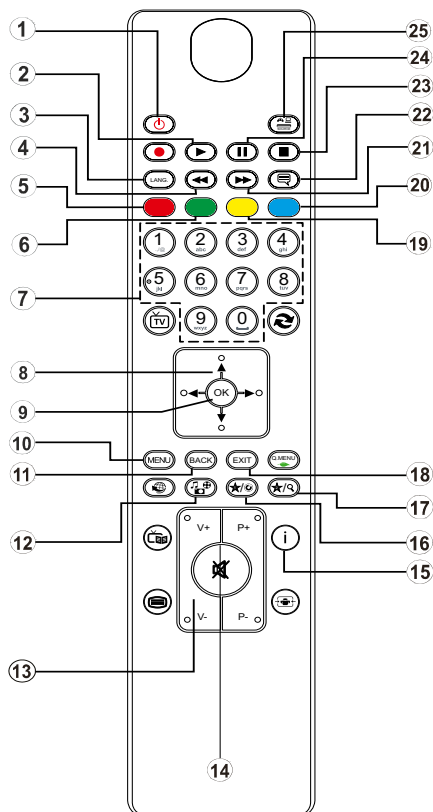 1
25
2
24
3
23
4
22
LANG.
21
5
20
6
19
1 2 3 4
./@ abc def ghi
7
5 6 7 8
jkl mno pqrs tuv
TV 9 0
wxyz
8
OK
9
10
MENU BACK EXIT Q.MENU
11
18
17
12
16
V+ P+
i
15
13
V- P-
14